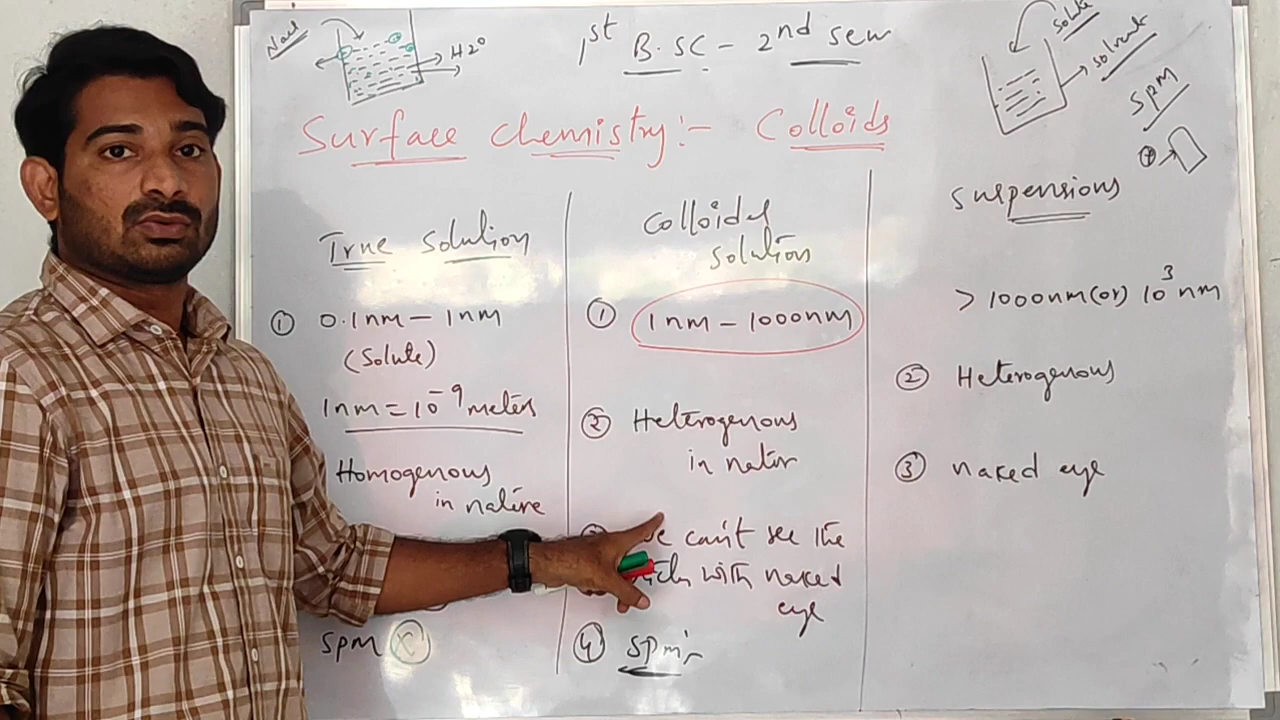 Nacl
H2O
1st B.SC - 2nd sem
Solute
Solvent
SPM
Surface chemistry:- Colloids
True Solution
① 0.1nm - 1nm
(Solute)
1nm = 10⁻⁹ meters
Homogenous
in nature
SPM X
Colloidal
solution
① 1nm - 1000nm
② Heterogenous
in natur
can't see the
with naked
eye
④ SPM
Suspensions
> 1000nm (or) 10³ nm
② Heterogenous
③ naked eye